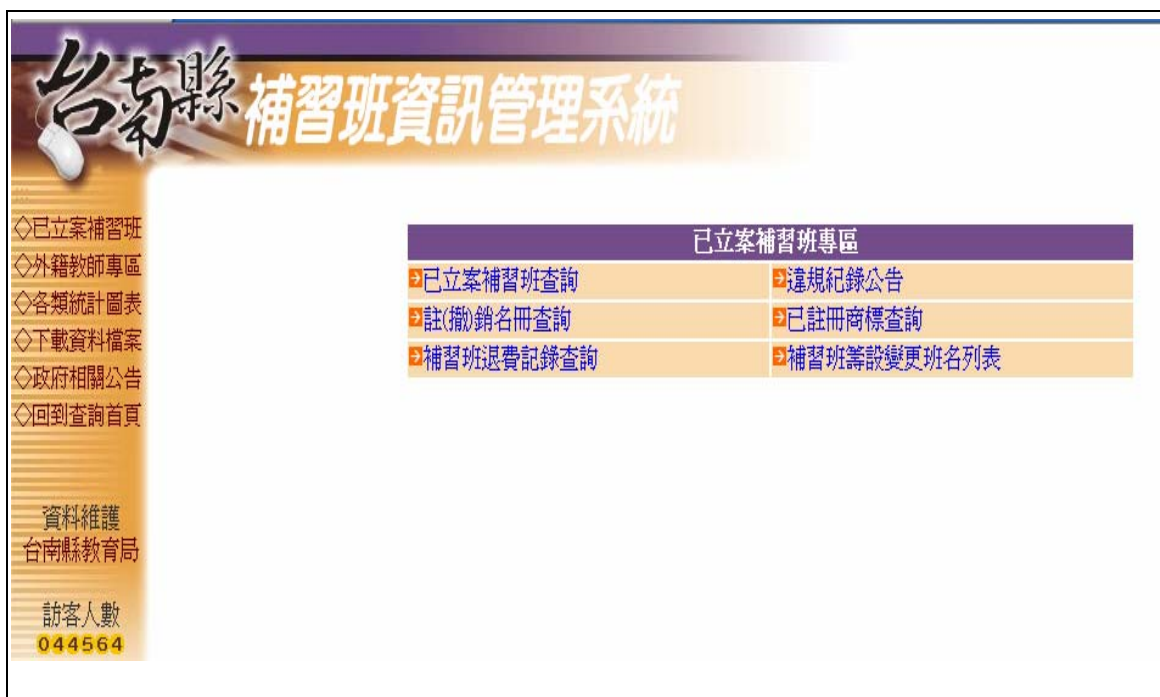 台南縣補習班資訊管理系統
◇已立案補習班
◇外籍教師專區
◇各類統計圖表
◇下載資料檔案
◇政府相關公告
◇回到查詢首頁
資料維護
台南縣教育局
訪客人數
044564
已立案補習班專區
已立案補習班查詢 違規紀錄公告
註(撤)銷名冊查詢 已註冊商標查詢
補習班退費記錄查詢 補習班籌設變更班名列表